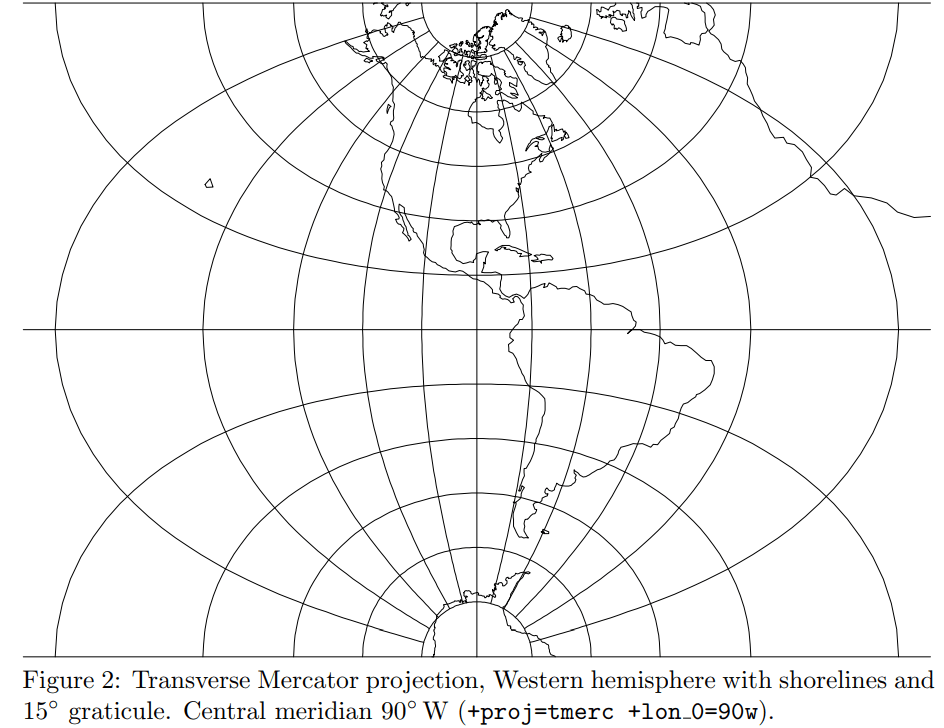 Figure 2: Transverse Mercator projection, Western hemisphere with shorelines and
15° graticule. Central meridian 90° W (+proj=tmerc +lon_0=90w).